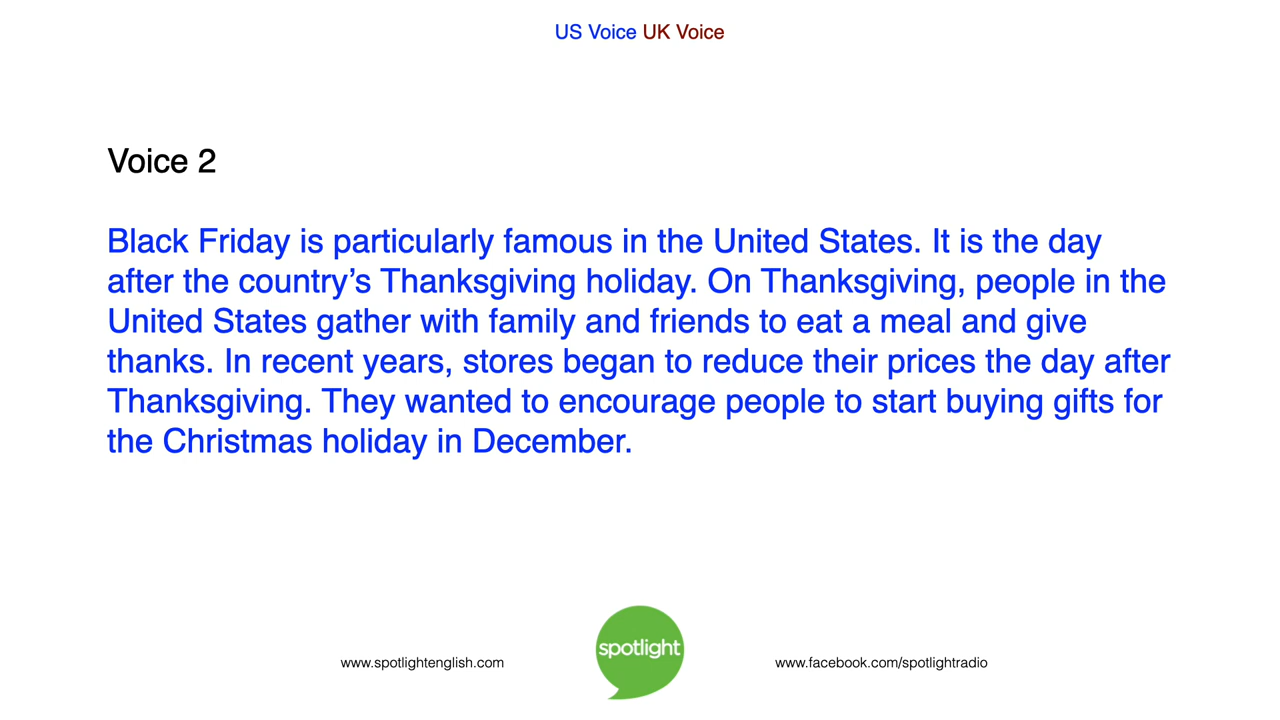 US Voice UK Voice
Voice 2
Black Friday is particularly famous in the United States. It is the day
after the country’s Thanksgiving holiday. On Thanksgiving, people in the
United States gather with family and friends to eat a meal and give
thanks. In recent years, stores began to reduce their prices the day after
Thanksgiving. They wanted to encourage people to start buying gifts for
the Christmas holiday in December.
www.spotlightenglish.com
spotlight
www.facebook.com/spotlightradio